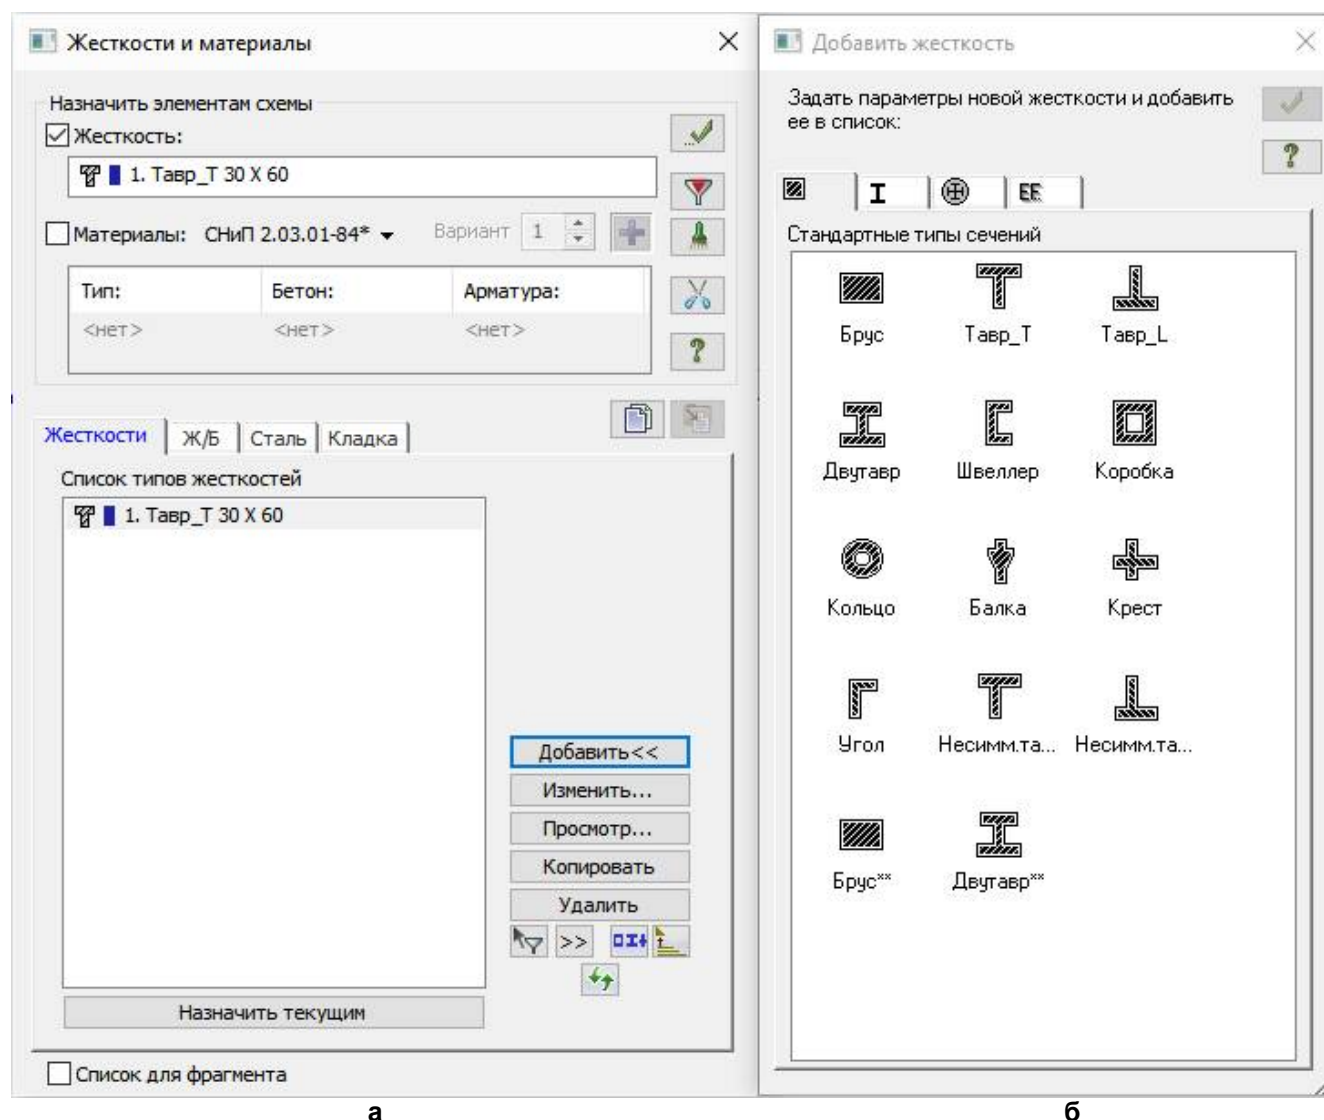 Жесткости и материалы
Назначить элементам схемы
Жесткость:
1. Тавр_T 30 X 60
Материалы: СНиП 2.03.01-84* Вариант 1
Тип: Бетон: Арматура:
<нет> <нет> <нет>
?
Жесткости Ж/Б Сталь Кладка
Список типов жесткостей
1. Тавр_T 30 X 60
Добавить<<
Изменить...
Просмотр...
Копировать
Удалить
>>
Назначить текущим
Список для фрагмента
а
Добавить жесткость
Задать параметры новой жесткости и добавить
ее в список:
?
Стандартные типы сечений
Брус Тавр_T Тавр_L
Двутавр Швеллер Коробка
Кольцо Балка Крест
Угол Несимм.та... Несимм.та...
Брус** Двутавр**
б